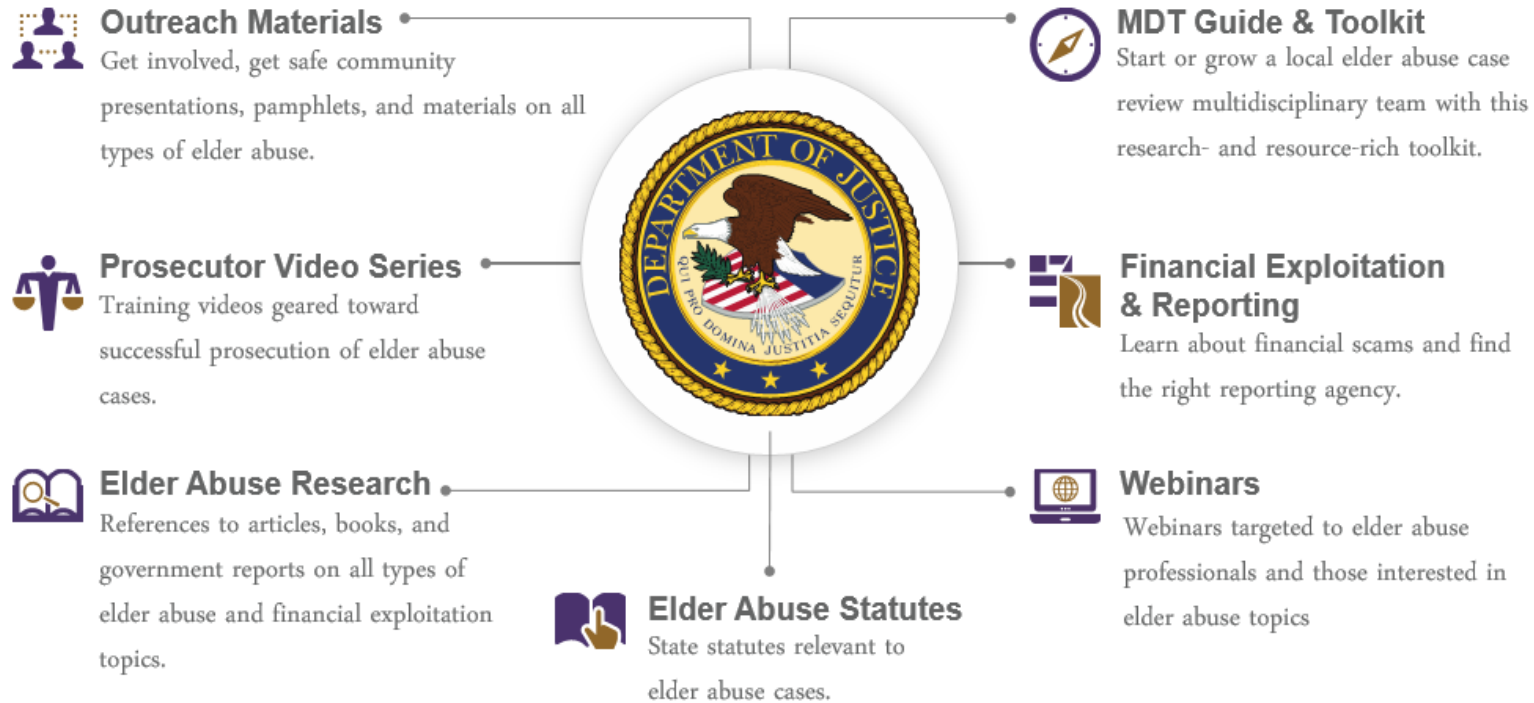 Outreach Materials
Get involved, get safe community
presentations, pamphlets, and materials on all
types of elder abuse.
Prosecutor Video Series
Training videos geared toward
successful prosecution of elder abuse
cases.
Elder Abuse Research
References to articles, books, and
government reports on all types of
elder abuse and financial exploitation
topics.
DEPARTMENT OF JUSTICE
QUI PRO DOMINA JUSTITIA SEQUITUR
Elder Abuse Statutes
State statutes relevant to
elder abuse cases.
MDT Guide & Toolkit
Start or grow a local elder abuse case
review multidisciplinary team with this
research- and resource-rich toolkit.
Financial Exploitation
& Reporting
Learn about financial scams and find
the right reporting agency.
Webinars
Webinars targeted to elder abuse
professionals and those interested in
elder abuse topics